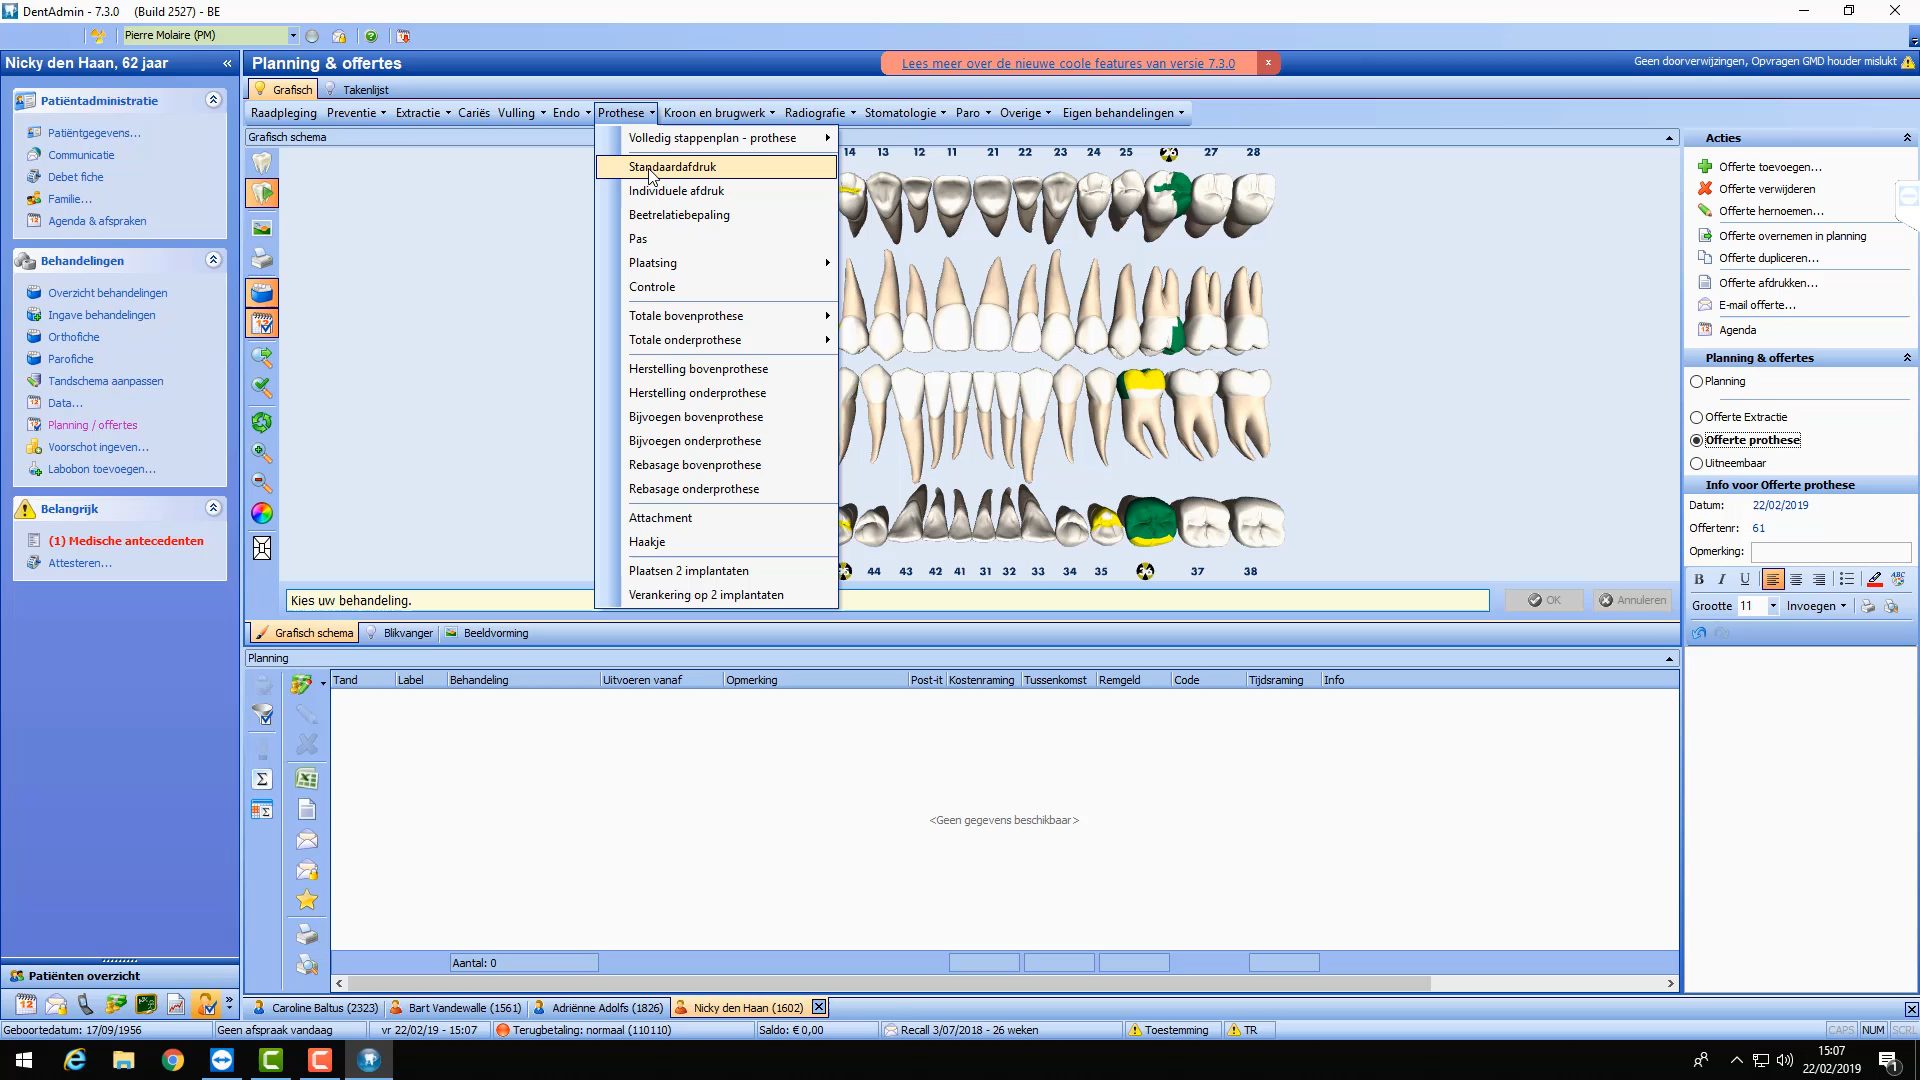 DentAdmin - 7.3.0 (Build 2527) - BE
Pierre Molaire (PM)
Nicky den Haan, 62 jaar «
Planning & offertes
Lees meer over de nieuwe coole features van versie 7.3.0 x
Geen doorverwijzingen, Opvragen GMD houder mislukt
Grafisch Takenlijst
Raadpleging Preventie Extractie Cariës Vulling Endo Prothese Kroon en brugwerk Radiografie Stomatologie Paro Overige Eigen behandelingen
Grafisch schema
Patiëntadministratie
Patiëntgegevens...
Communicatie
Debet fiche
Familie...
Agenda & afspraken
Behandelingen
Overzicht behandelingen
Ingave behandelingen
Orthofiche
Parofiche
Tandschema aanpassen
Data...
Planning / offertes
Voorschot ingeven...
Labobon toevoegen...
Belangrijk
(1) Medische antecedenten
Attesteren...
Volledig stappenplan - prothese
Standaardafdruk
Individuele afdruk
Beetrelatiebepaling
Pas
Plaatsing
Controle
Totale bovenprothese
Totale onderprothese
Herstelling bovenprothese
Herstelling onderprothese
Bijvoegen bovenprothese
Bijvoegen onderprothese
Rebasage bovenprothese
Rebasage onderprothese
Attachment
Haakje
Plaatsen 2 implantaten
Verankering op 2 implantaten
14 13 12 11 21 22 23 24 25 26 27 28
44 43 42 41 31 32 33 34 35 36 37 38
Kies uw behandeling.
OK Annuleren
Grafisch schema Blikvanger Beeldvorming
Planning
Tand Label Behandeling Uitvoeren vanaf Opmerking Post-it Kostenraming Tussenkomst Remgeld Code Tijdsraming Info
<Geen gegevens beschikbaar>
Aantal: 0
Acties
Offerte toevoegen...
Offerte verwijderen
Offerte hernoemen...
Offerte overnemen in planning
Offerte dupliceren...
Offerte afdrukken...
E-mail offerte...
Agenda
Planning & offertes
Planning
Offerte Extractie
Offerte prothese
Uitneembaar
Info voor Offerte prothese
Datum: 22/02/2019
Offertenr: 61
Opmerking:
B I U
Grootte 11 Invoegen
Patiënten overzicht
Caroline Baltus (2323) Bart Vandewalle (1561) Adriënne Adolfs (1826) Nicky den Haan (1602)
Geboortedatum: 17/09/1956 Geen afspraak vandaag vr 22/02/19 - 15:07 Terugbetaling: normaal (110110) Saldo: € 0,00 Recall 3/07/2018 - 26 weken Toestemming TR CAPS NUM SCRL
15:07
22/02/2019
1